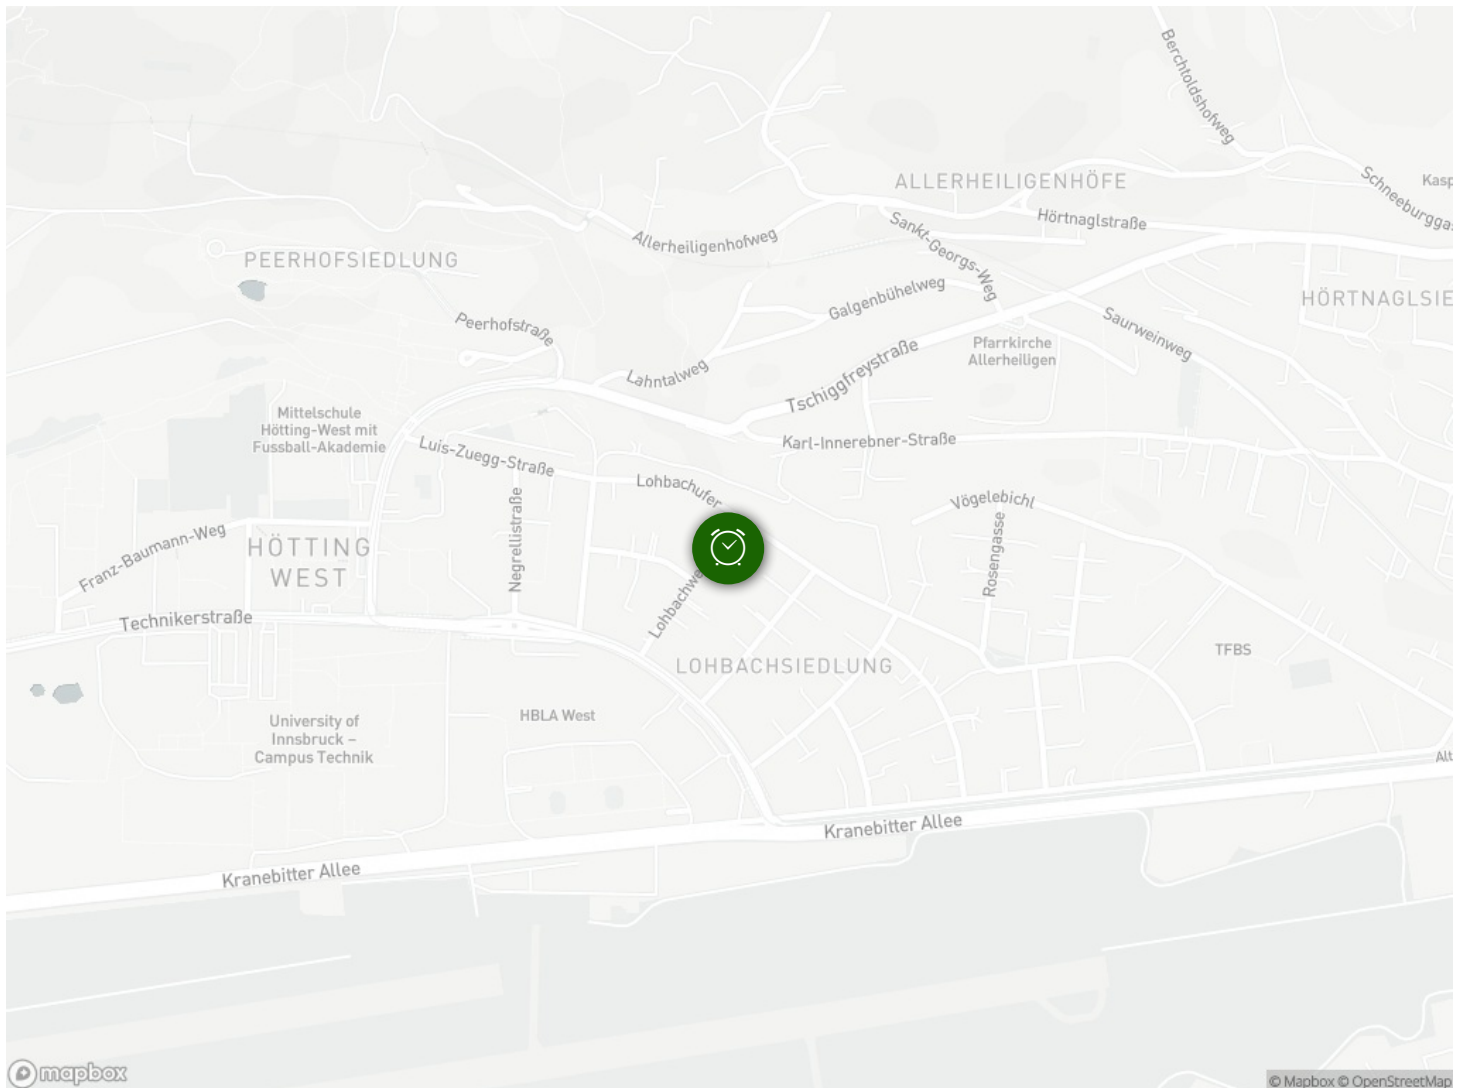 Berchtoldshofweg
ALLERHEILIGENHÖFE
Schneeburggas
Kasp
Hörtnaglstraße
Sankt-Georgs-Weg
Allerheiligenhofweg
PEERHOFSIEDLUNG
Galgenbühelweg
HÖRTNAGLSIE
Peerhofstraße
Saurweinweg
Pfarrkirche
Allerheiligen
Tschiggfreystraße
Lahntalweg
Mittelschule
Hötting-West mit
Fussball-Akademie
Luis-Zuegg-Straße
Karl-Innerebner-Straße
Lohbachufer
Vögelebichl
Negrellistraße
Rosengasse
Franz-Baumann-Weg
HÖTTING
WEST
Lohbachwe
Technikerstraße
LOHBACHSIEDLUNG
TFBS
University of
Innsbruck –
Campus Technik
HBLA West
Alt
Kranebitter Allee
Kranebitter Allee
mapbox
© Mapbox © OpenStreetMap